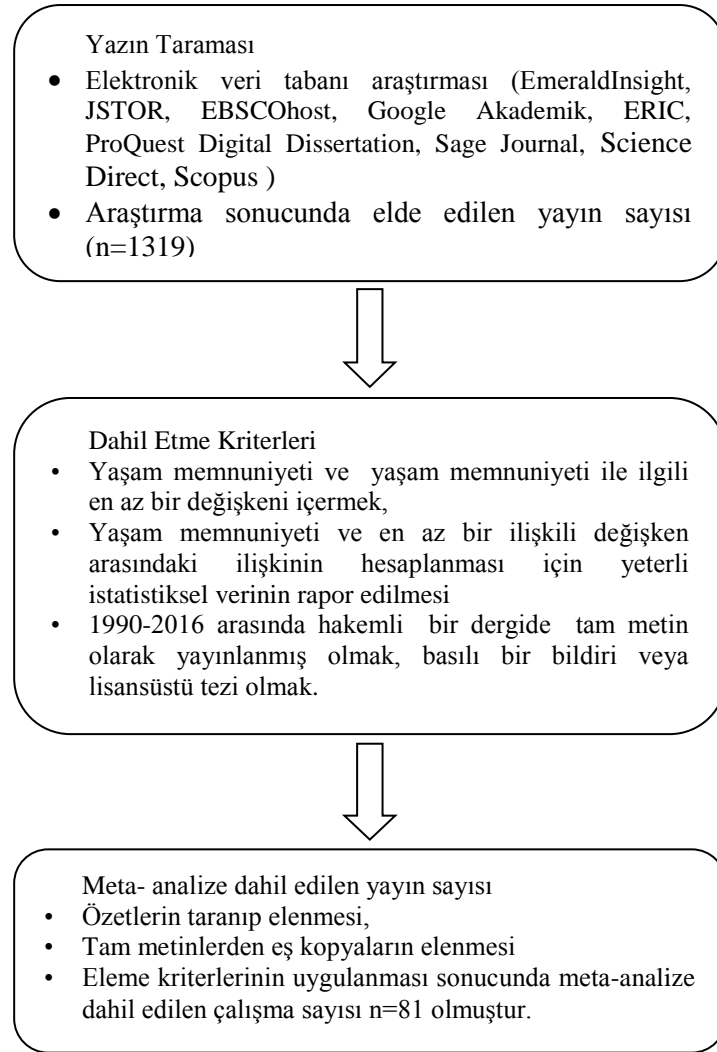 Yazın Taraması
• Elektronik veri tabanı araştırması (EmeraldInsight,
JSTOR, EBSCOhost, Google Akademik, ERIC,
ProQuest Digital Dissertation, Sage Journal, Science
Direct, Scopus )
• Araştırma sonucunda elde edilen yayın sayısı
(n=1319)
Dahil Etme Kriterleri
• Yaşam memnuniyeti ve yaşam memnuniyeti ile ilgili
en az bir değişkeni içermek,
• Yaşam memnuniyeti ve en az bir ilişkili değişken
arasındaki ilişkinin hesaplanması için yeterli
istatistiksel verinin rapor edilmesi
• 1990-2016 arasında hakemli bir dergide tam metin
olarak yayınlanmış olmak, basılı bir bildiri veya
lisansüstü tezi olmak.
Meta- analize dahil edilen yayın sayısı
• Özetlerin taranıp elenmesi,
• Tam metinlerden eş kopyaların elenmesi
• Eleme kriterlerinin uygulanması sonucunda meta-analize
dahil edilen çalışma sayısı n=81 olmuştur.